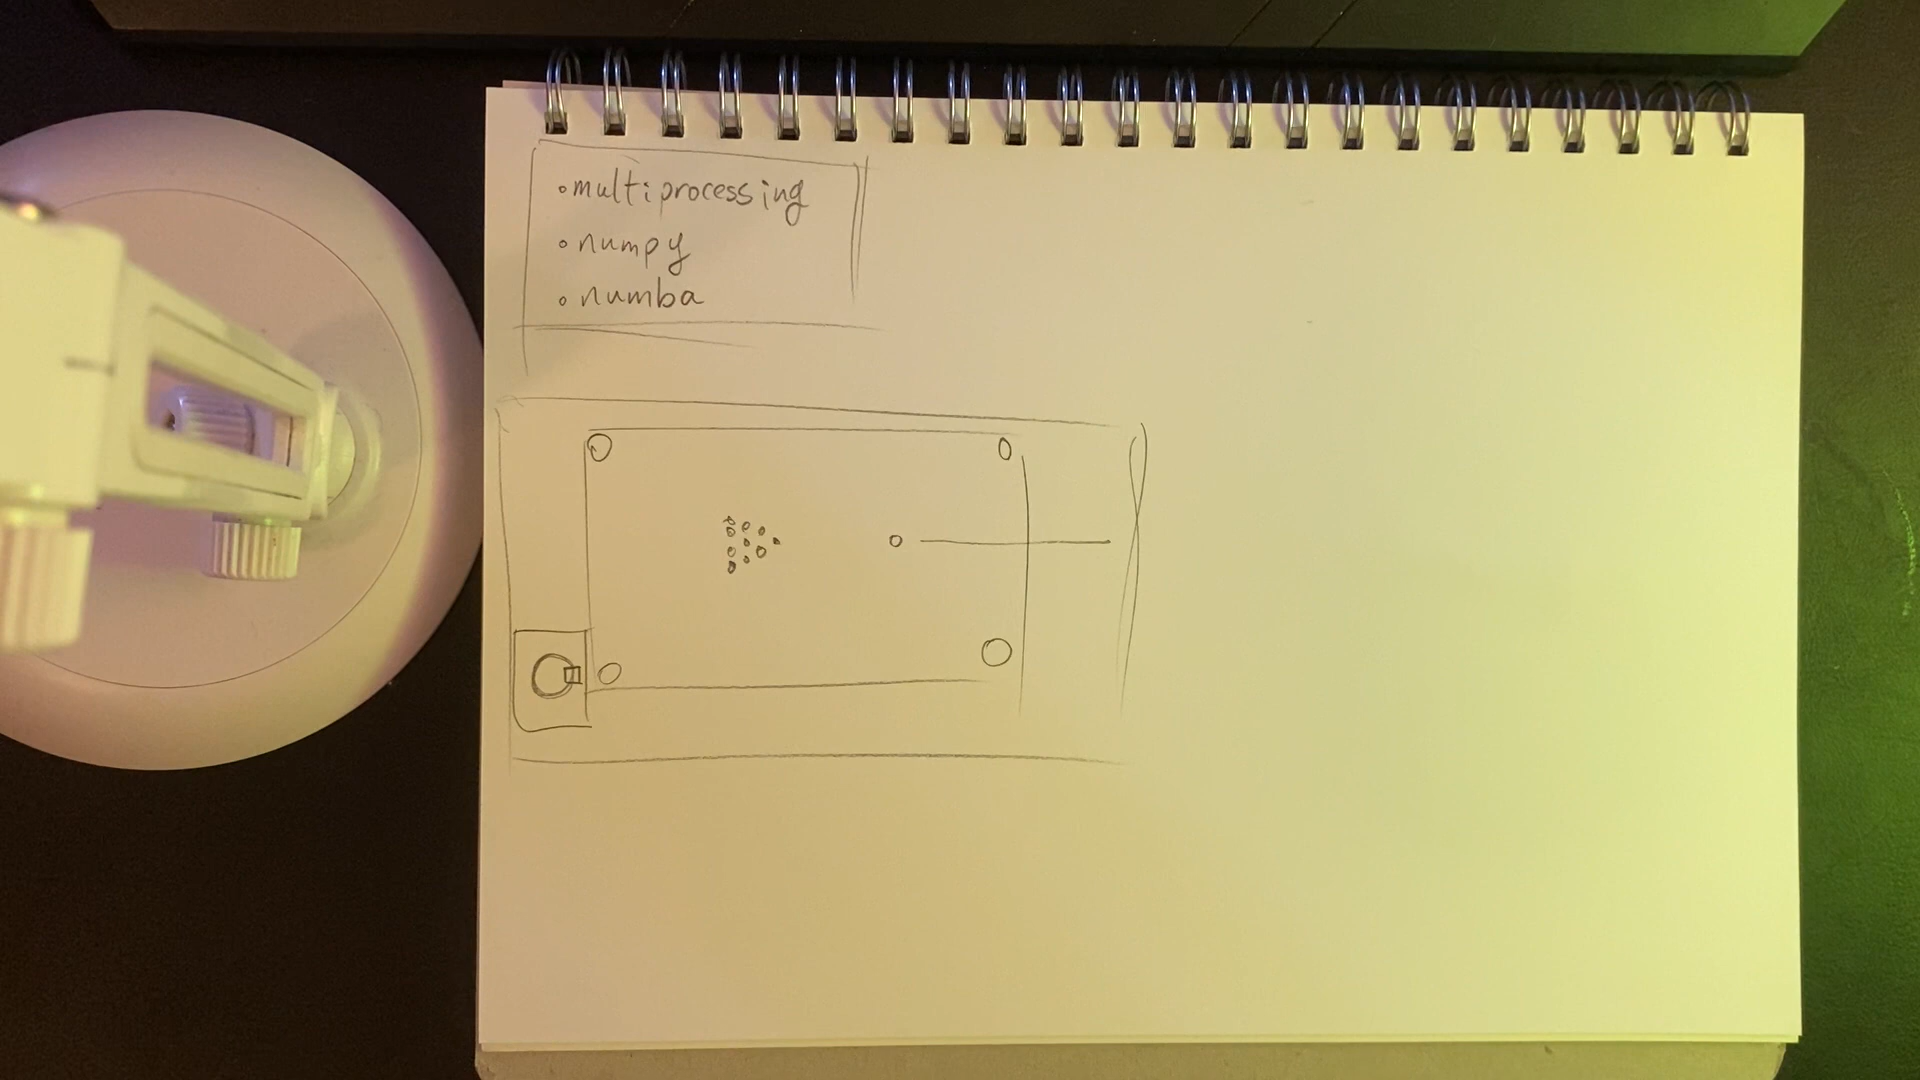 • multiprocessing
• numpy
• numba